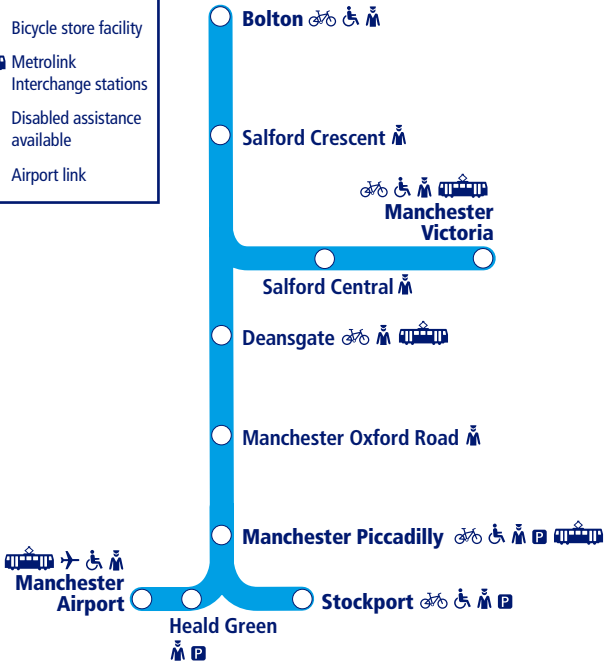 Bicycle store facility
Metrolink
Interchange stations
Disabled assistance
available
Airport link
Bolton
Salford Crescent
Manchester
Victoria
Salford Central
Deansgate
Manchester Oxford Road
Manchester Piccadilly P
Manchester
Airport
Stockport P
Heald Green
P